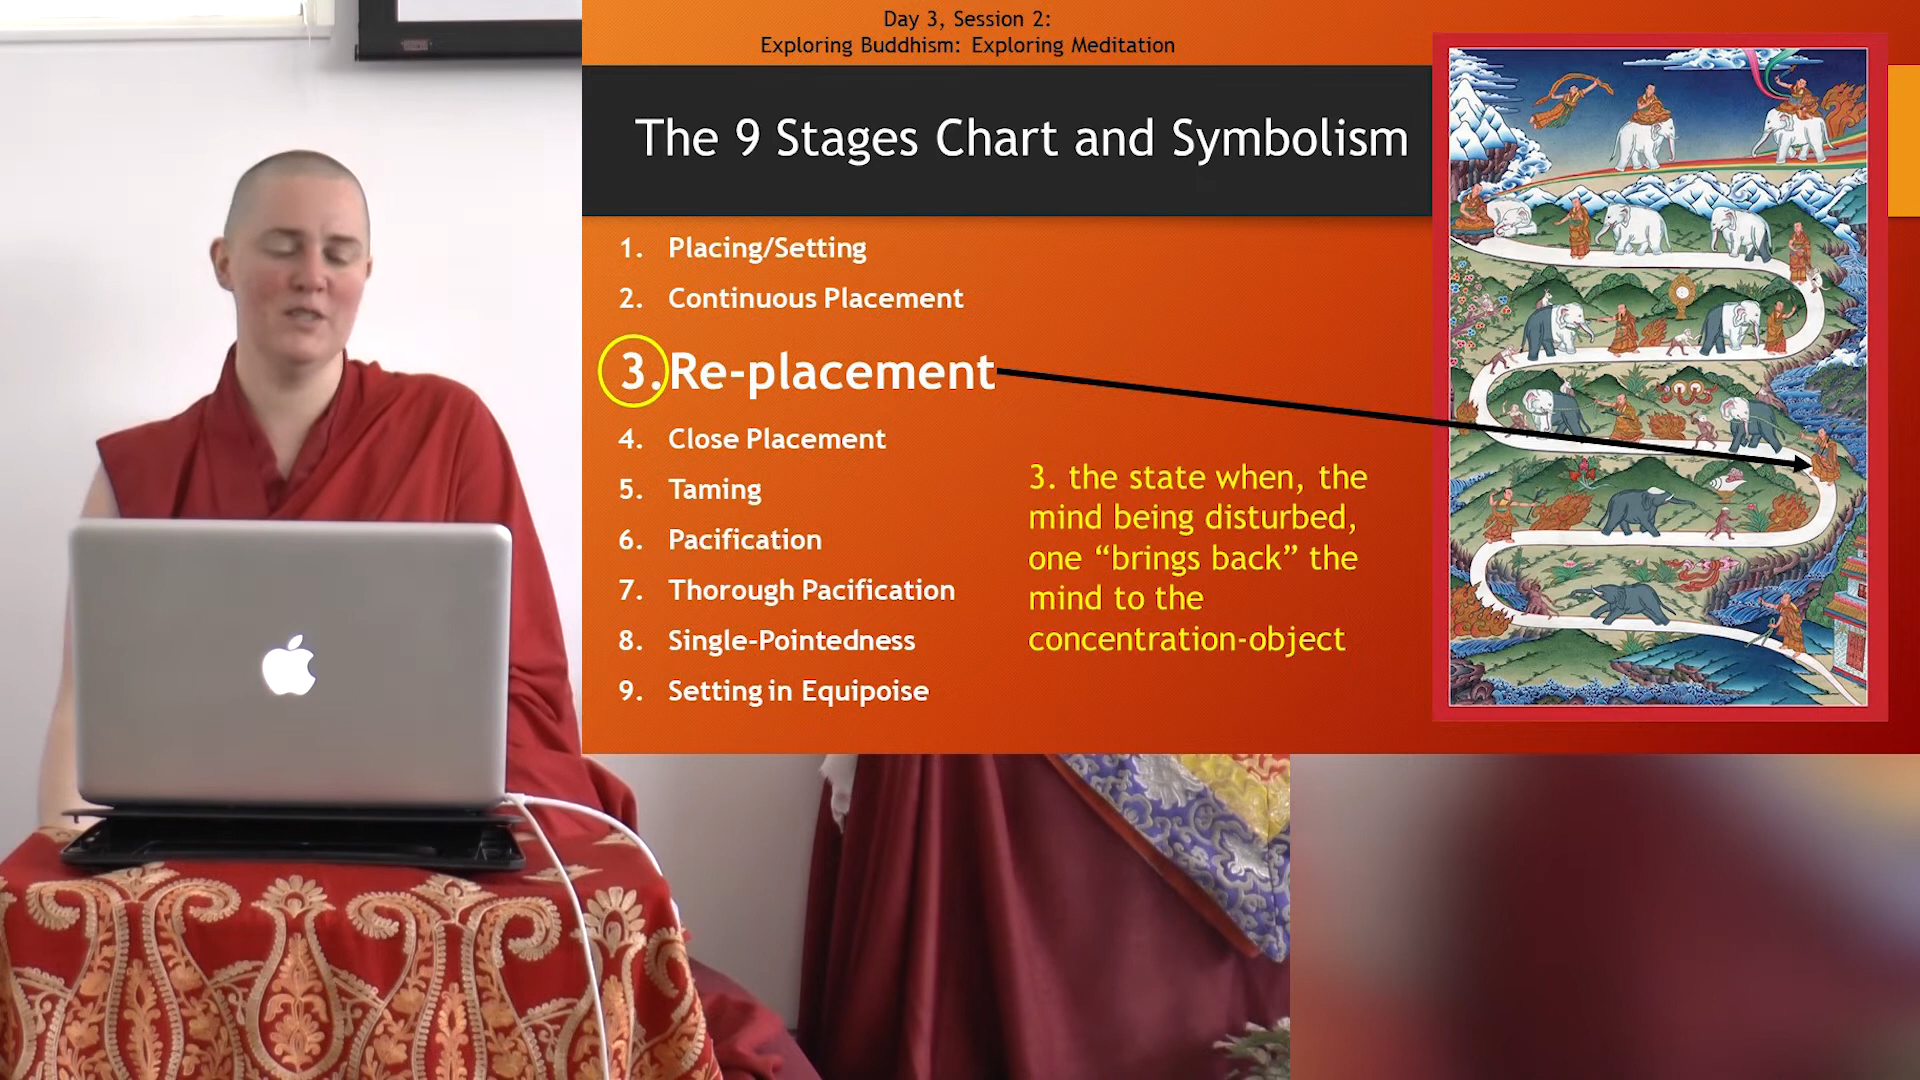 Day 3, Session 2:
Exploring Buddhism: Exploring Meditation
The 9 Stages Chart and Symbolism
1. Placing/Setting
2. Continuous Placement
3. Re-placement
4. Close Placement
5. Taming
6. Pacification
7. Thorough Pacification
8. Single-Pointedness
9. Setting in Equipoise
3. the state when, the
mind being disturbed,
one “brings back” the
mind to the
concentration-object